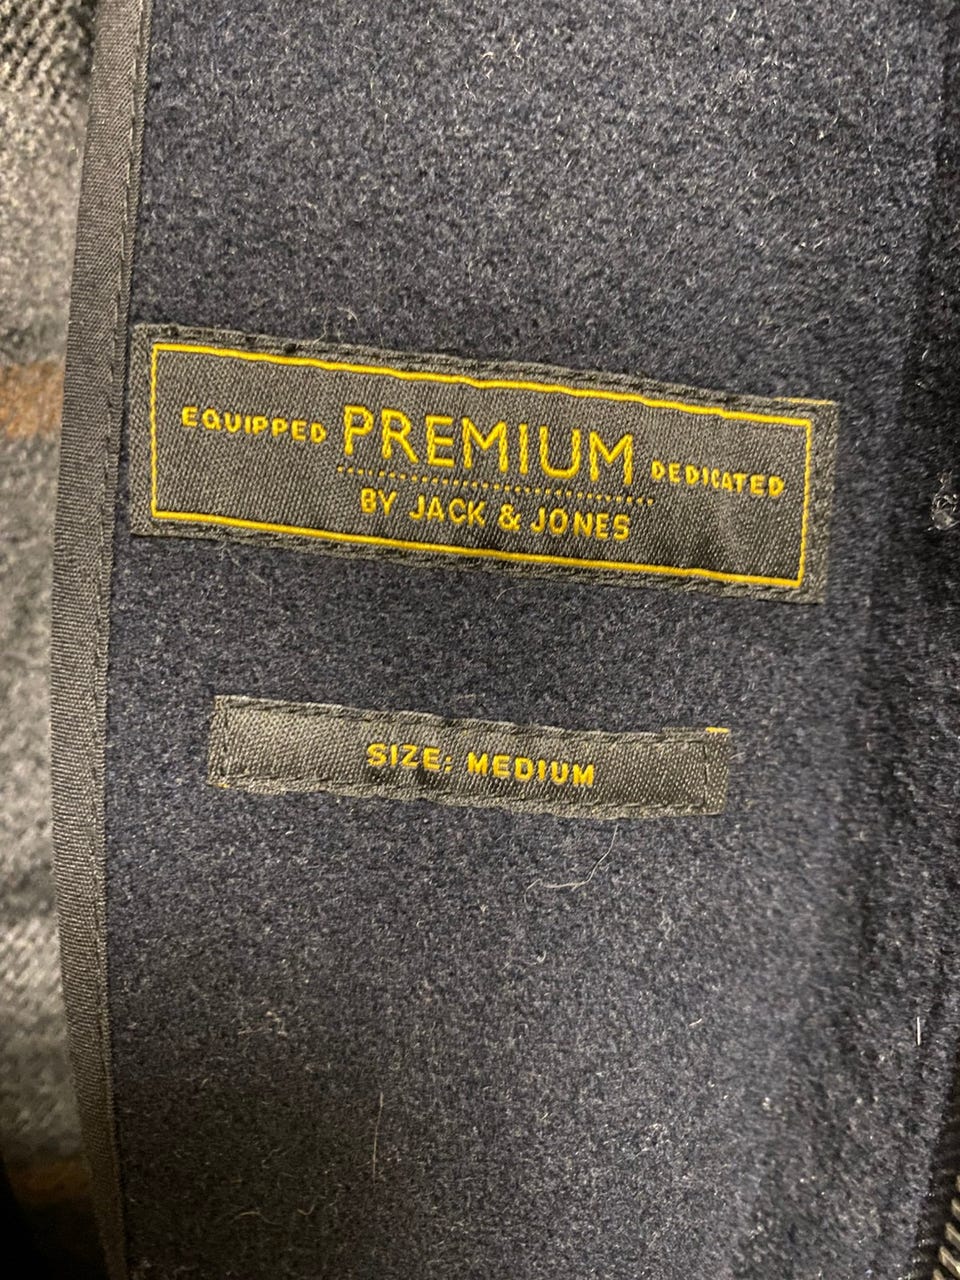 EQUIPPED PREMIUM DEDICATED
BY JACK & JONES
SIZE: MEDIUM